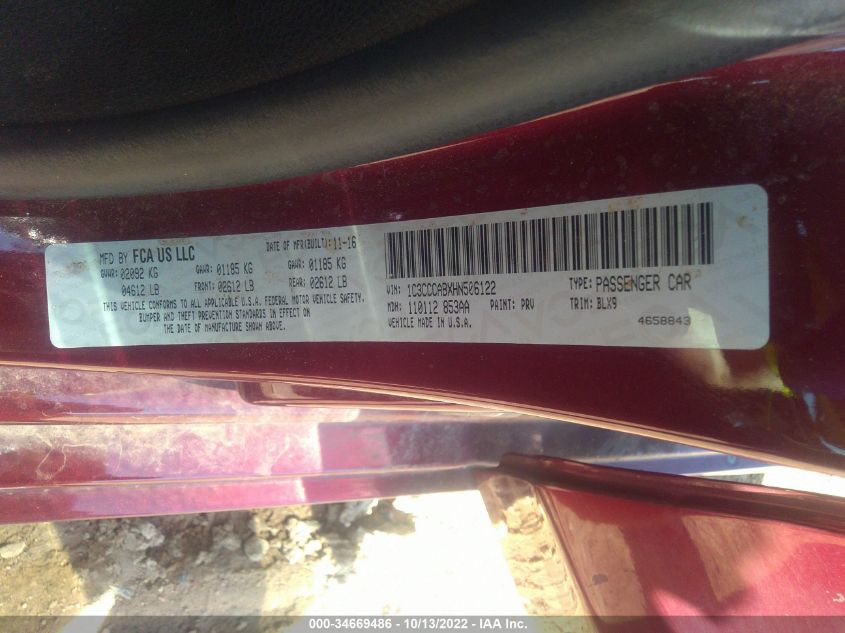 MFD BY FCA US LLC DATE OF MFR(BUILT):11-16
GVWR:02092 KG GAWR:01185 KG GAWR:01185 KG
04612 LB FRONT:02612 LB REAR:02612 LB
THIS VEHICLE CONFORMS TO ALL APPLICABLE U.S.A. FEDERAL MOTOR VEHICLE SAFETY,
BUMPER AND THEFT PREVENTION STANDARDS IN EFFECT ON
THE DATE OF MANUFACTURE SHOWN ABOVE.
VIN: 1C3CCCABXHN506122 TYPE: PASSENGER CAR
MDH: 110112 853AA PAINT: PRV TRIM: BLX9
VEHICLE MADE IN U.S.A. 4658843
000-34669486 - 10/13/2022 - IAA Inc.